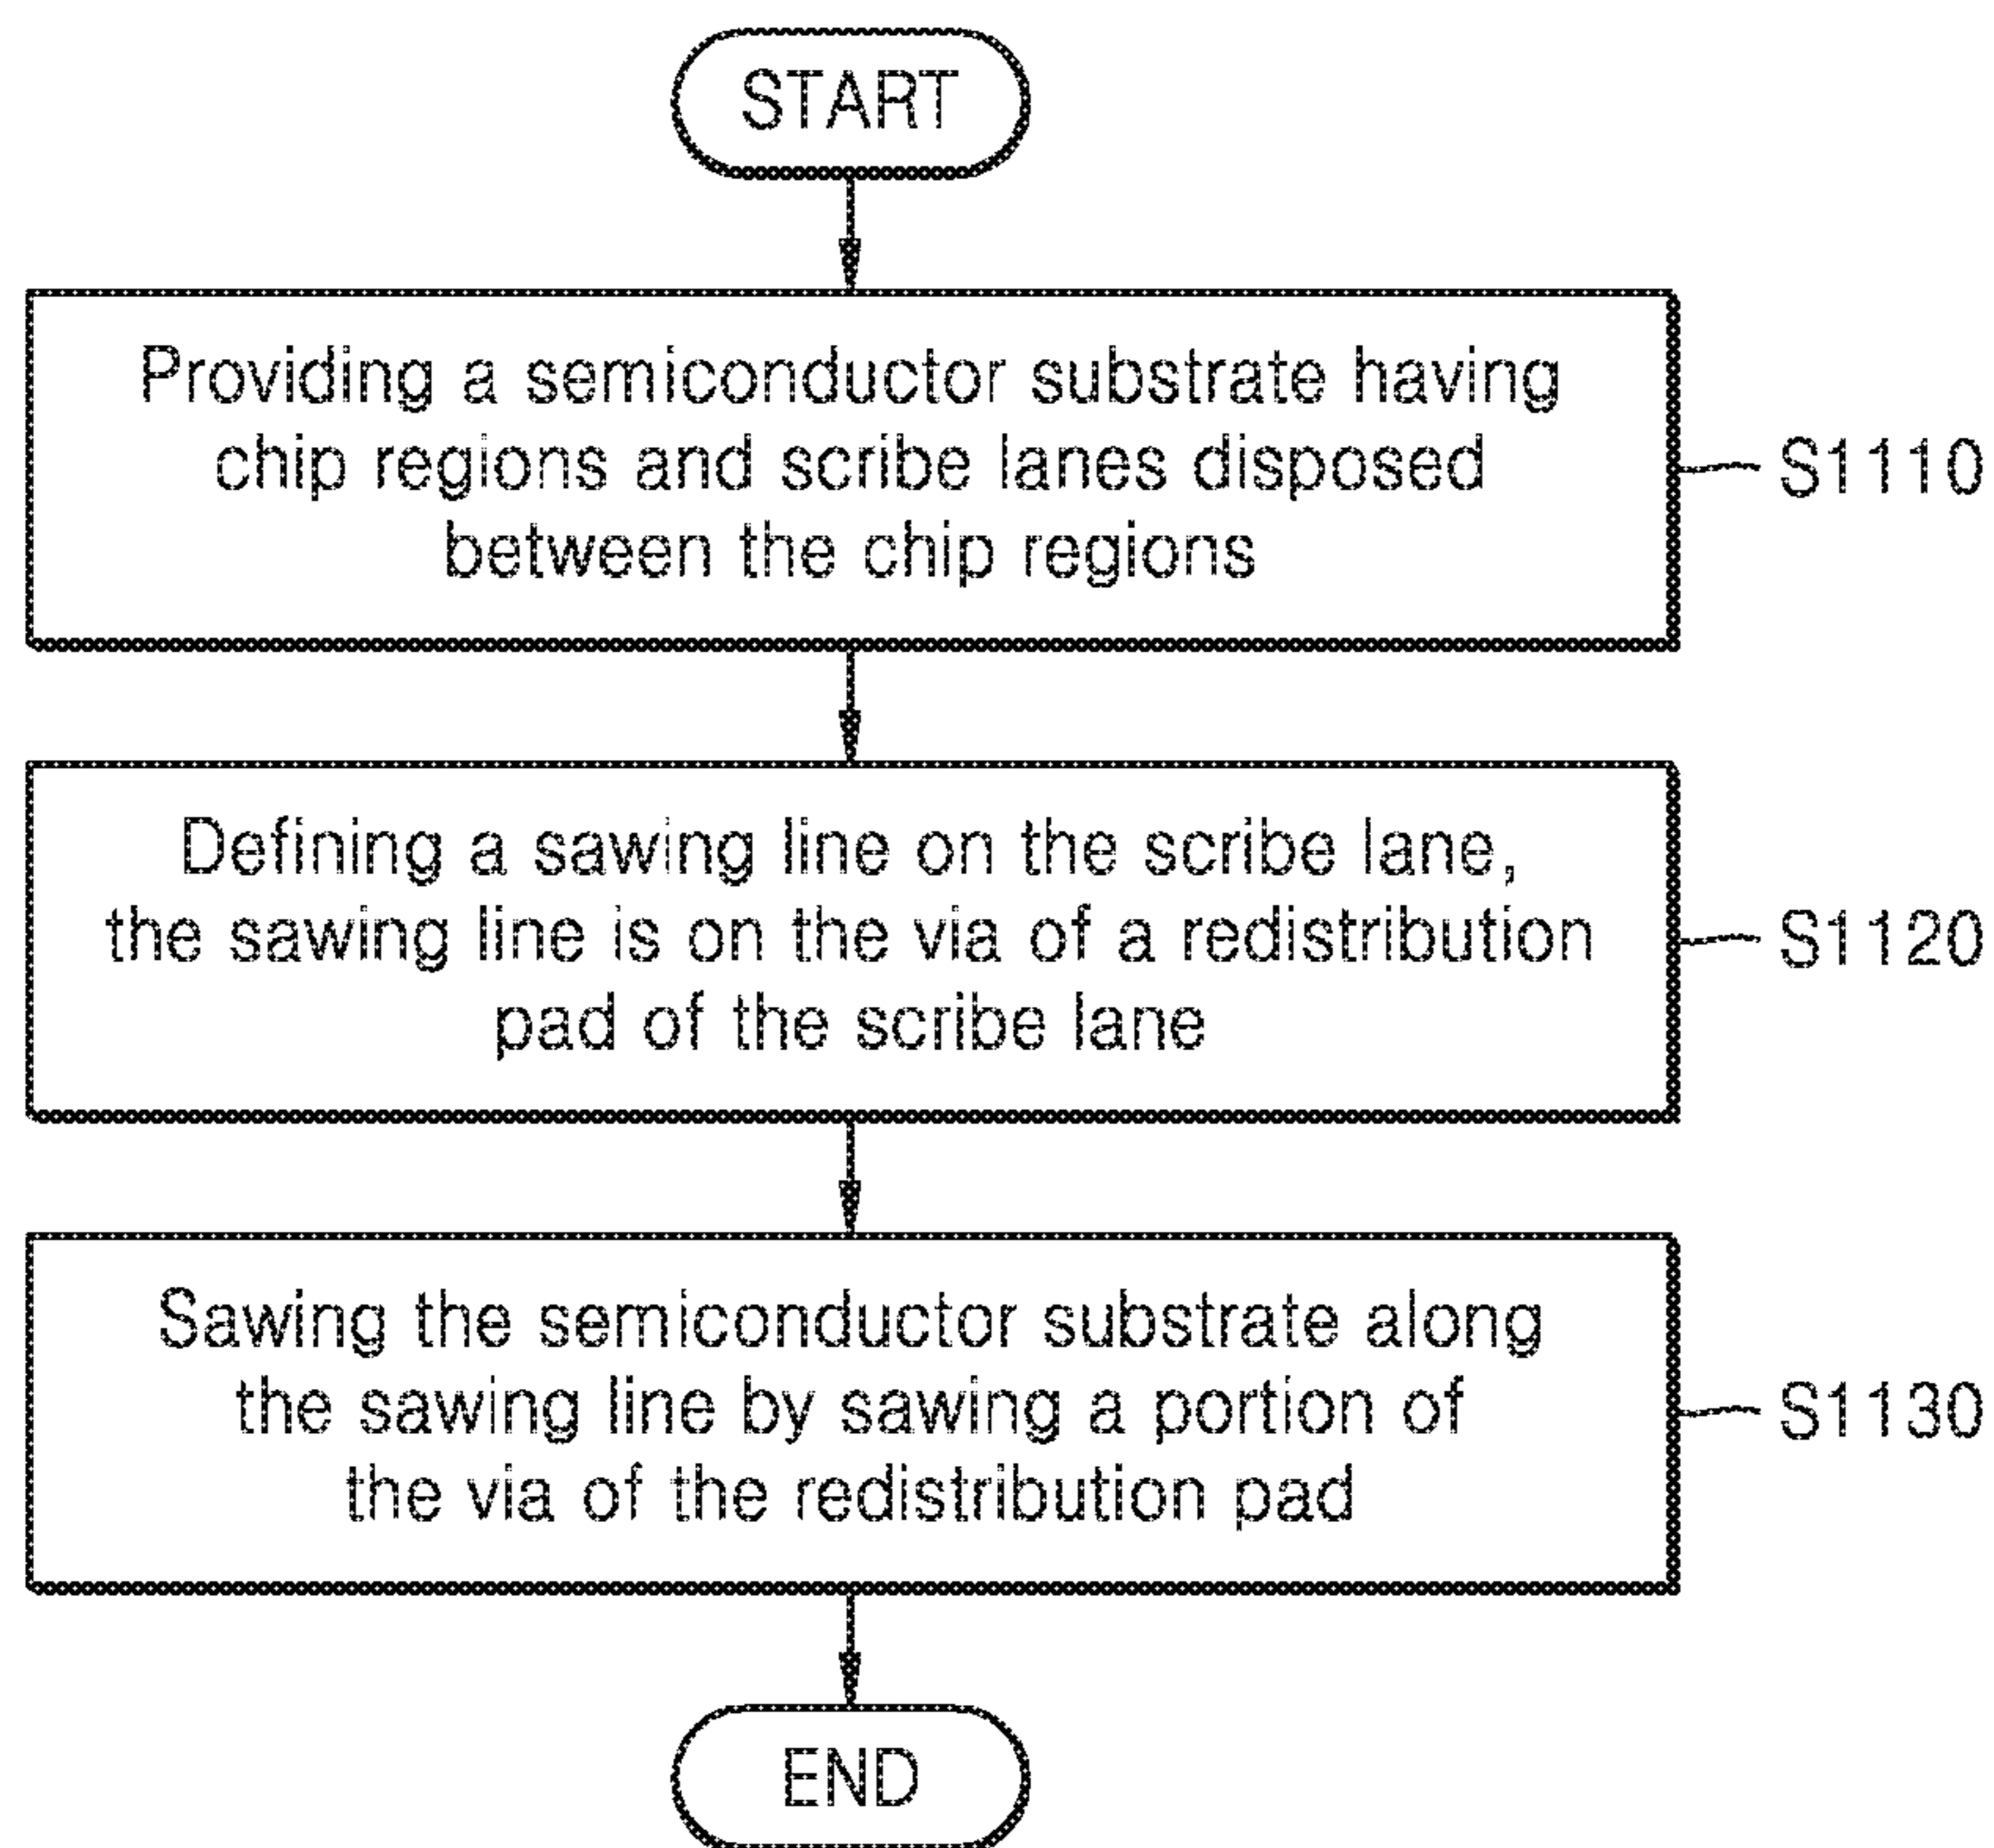 START
Providing a semiconductor substrate having
chip regions and scribe lanes disposed
between the chip regions
S1110
Defining a sawing line on the scribe lane,
the sawing line is on the via of a redistribution
pad of the scribe lane
S1120
Sawing the semiconductor substrate along
the sawing line by sawing a portion of
the via of the redistribution pad
S1130
END